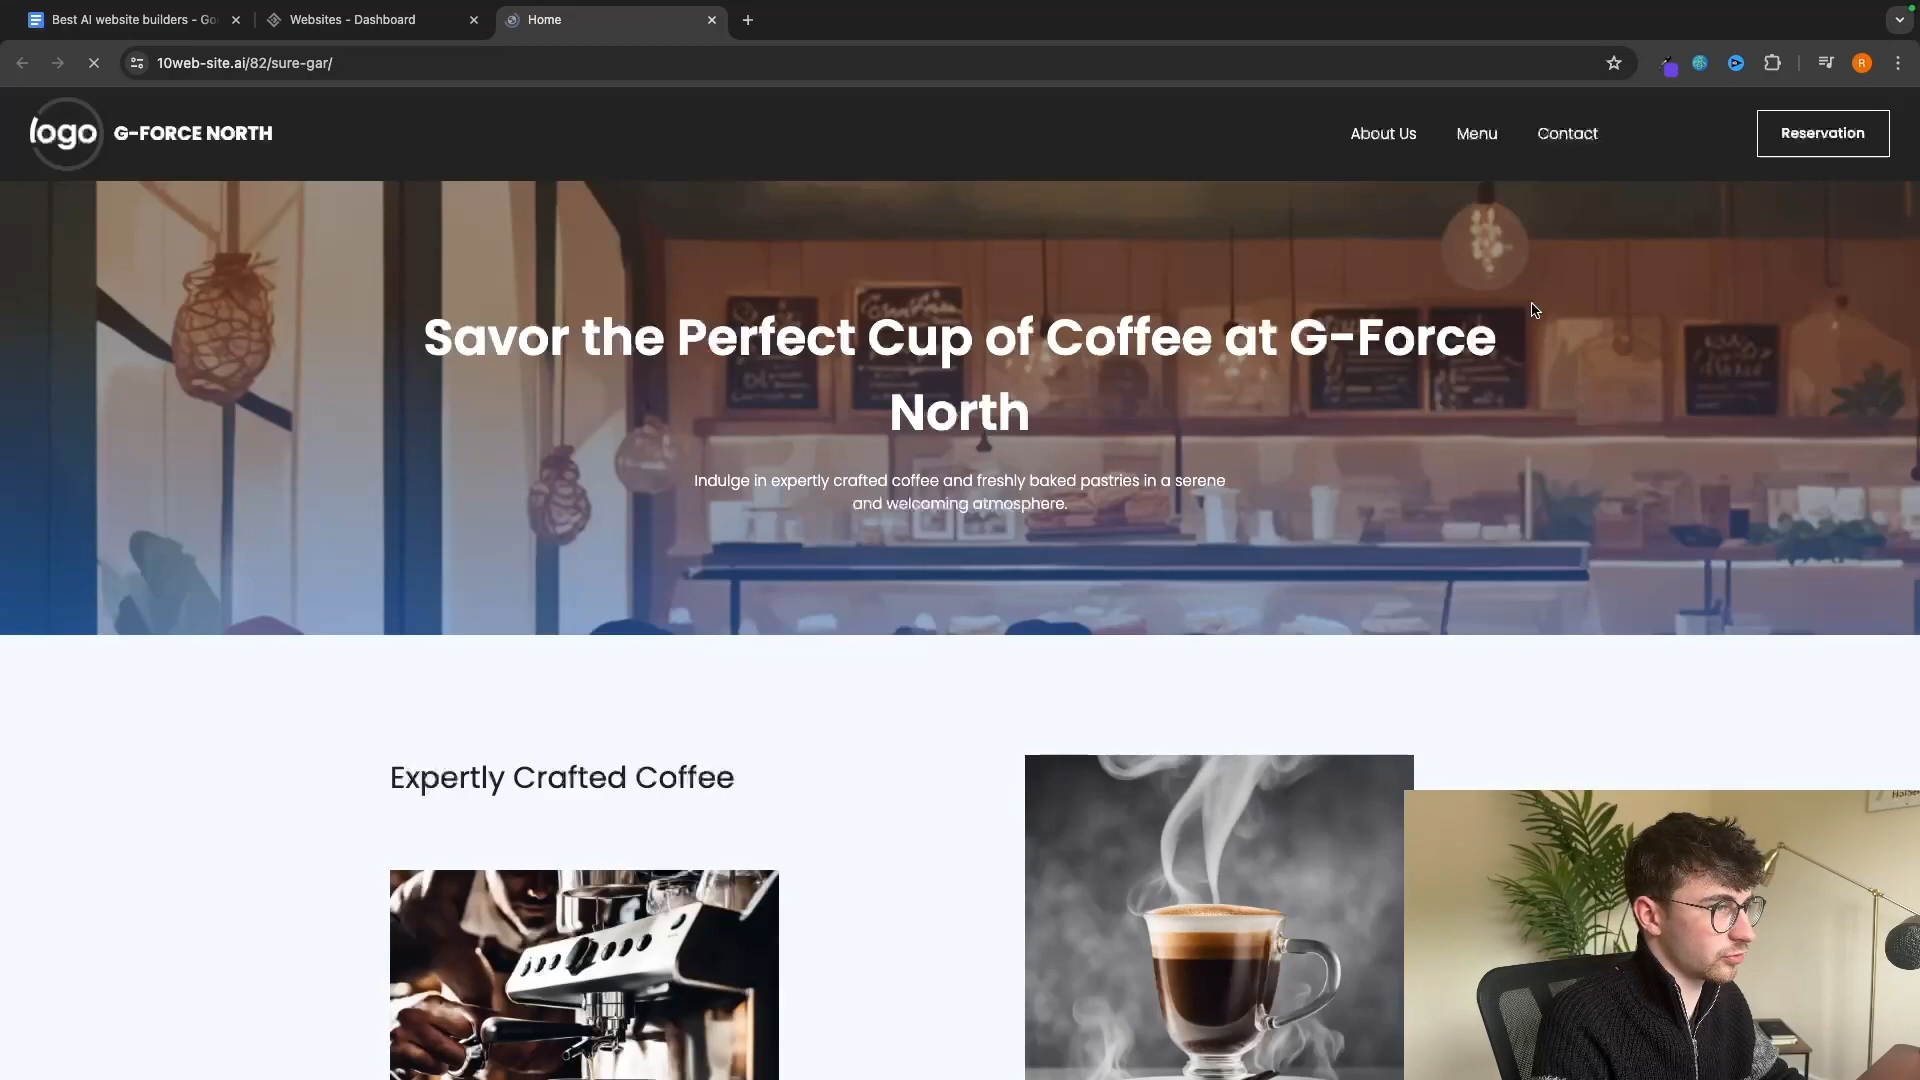 Best AI website builders - Go
Websites - Dashboard
Home
10web-site.ai/82/sure-gar/
R
logo
G-FORCE NORTH
About Us
Menu
Contact
Reservation
Savor the Perfect Cup of Coffee at G-Force
North
Indulge in expertly crafted coffee and freshly baked pastries in a serene
and welcoming atmosphere.
Expertly Crafted Coffee